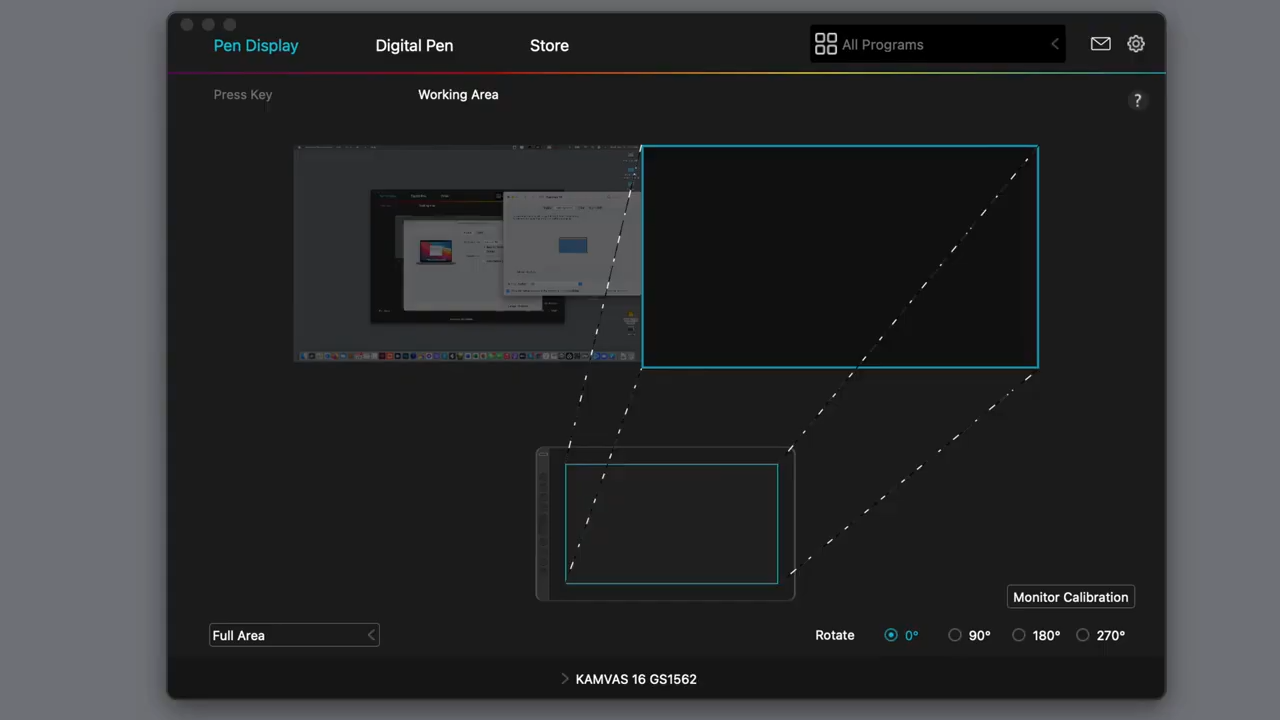 Pen Display
Digital Pen
Store
All Programs
Press Key
Working Area
?
Monitor Calibration
Full Area
Rotate
0°
90°
180°
270°
KAMVAS 16 GS1562